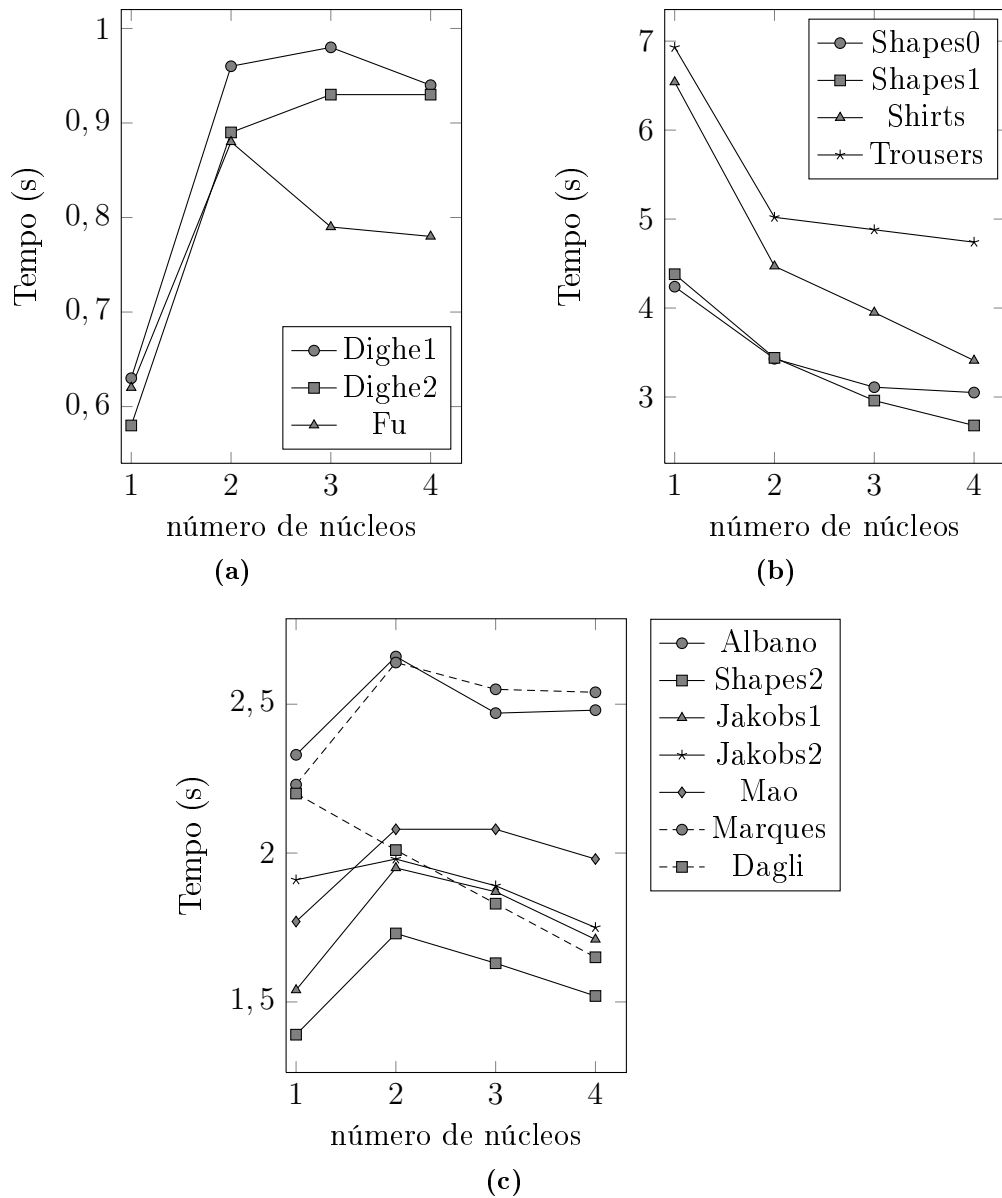 1
0,9
0,8
0,7
0,6
Tempo (s)
Dighe1
Dighe2
Fu
1 2 3 4
número de núcleos
(a)
7
6
5
4
3
Tempo (s)
Shapes0
Shapes1
Shirts
Trousers
1 2 3 4
número de núcleos
(b)
2,5
2
1,5
Tempo (s)
Albano
Shapes2
Jakobs1
Jakobs2
Mao
Marques
Dagli
1 2 3 4
número de núcleos
(c)